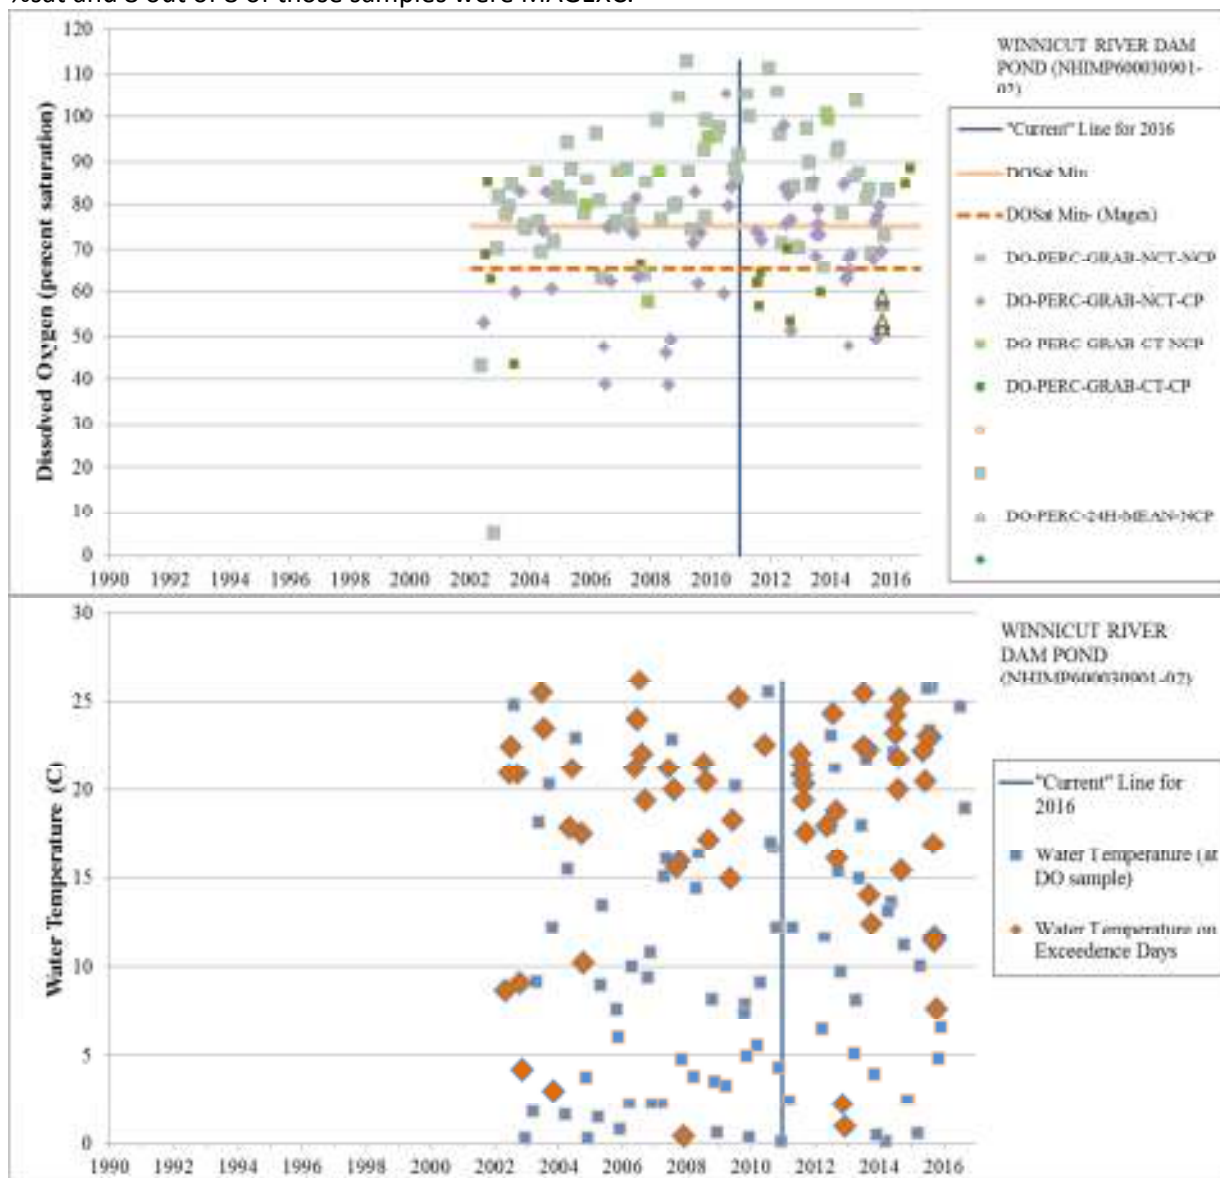 %sat and 8 out of 8 of those samples were MAGEXC.
WINNICUT RIVER DAM
POND (NHIMP600030901-
02)
Dissolved Oxygen (percent saturation)
120
110
100
90
80
70
60
50
40
30
20
10
0
1990 1992 1994 1996 1998 2000 2002 2004 2006 2008 2010 2012 2014 2016
"Current" Line for 2016
DOSat Min
DOSat Min- (Magex)
DO-PERC-GRAB-NCT-NCP
DO-PERC-GRAB-NCT-CP
DO-PERC-GRAB-CT-NCP
DO-PERC-GRAB-CT-CP
DO-PERC-24H-MEAN-NCP
WINNICUT RIVER
DAM POND
(NHIMP600030901-02)
Water Temperature (C)
30
25
20
15
10
5
0
1990 1992 1994 1996 1998 2000 2002 2004 2006 2008 2010 2012 2014 2016
"Current" Line for
2016
Water Temperature (at
DO sample)
Water Temperature on
Exceedence Days